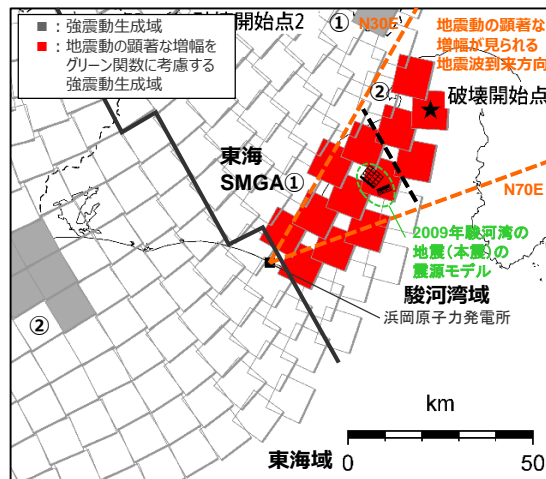 ■ : 強震動生成域
■ : 地震動の顕著な増幅を
グリーン関数に考慮する
強震動生成域
破壊開始点2
①
N30E
地震動の顕著な
増幅が見られる
地震波到来方向
②
破壊開始点
東海
SMGA①
N70E
2009年駿河湾の
地震(本震)の
震源モデル
駿河湾域
浜岡原子力発電所
②
km
東海域
0
50